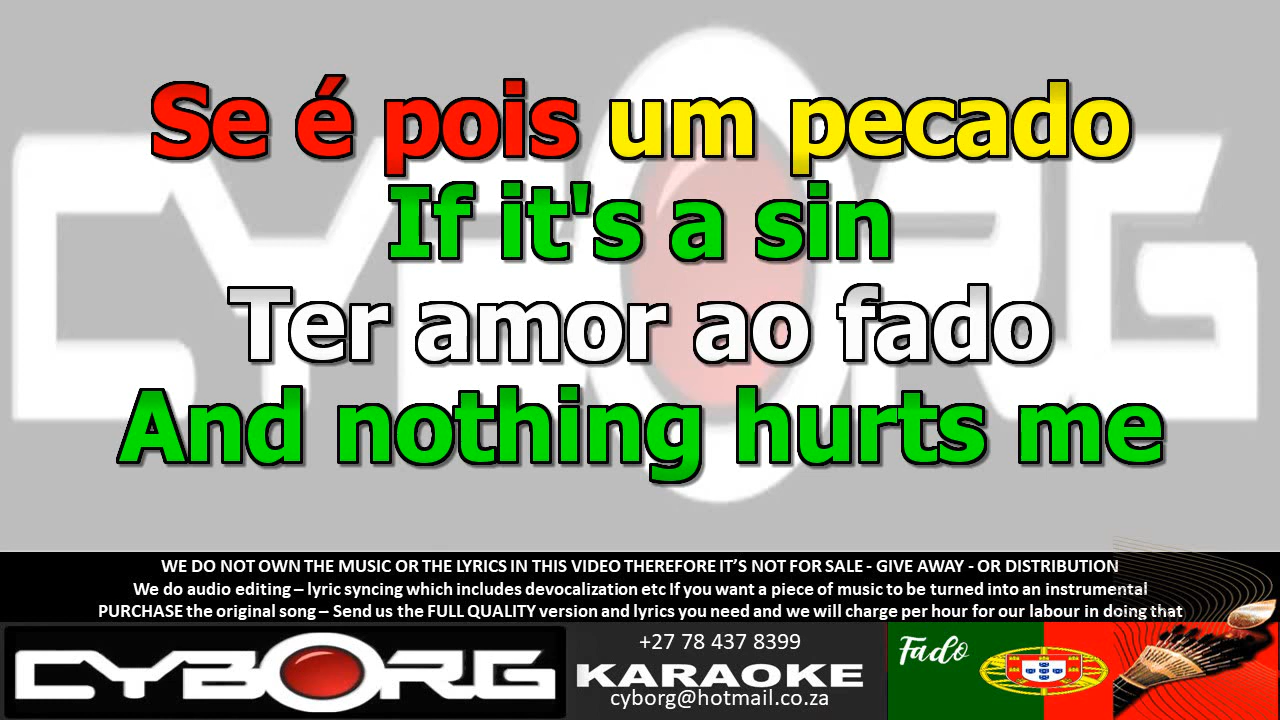 Se é pois um pecado
If it's a sin
Ter amor ao fado
And nothing hurts me
WE DO NOT OWN THE MUSIC OR THE LYRICS IN THIS VIDEO THEREFORE IT’S NOT FOR SALE - GIVE AWAY - OR DISTRIBUTION
We do audio editing – lyric syncing which includes devocalization etc If you want a piece of music to be turned into an instrumental
PURCHASE the original song – Send us the FULL QUALITY version and lyrics you need and we will charge per hour for our labour in doing that
CYBORG
+27 78 437 8399
KARAOKE
cyborg@hotmail.co.za
Fado
CYBORG